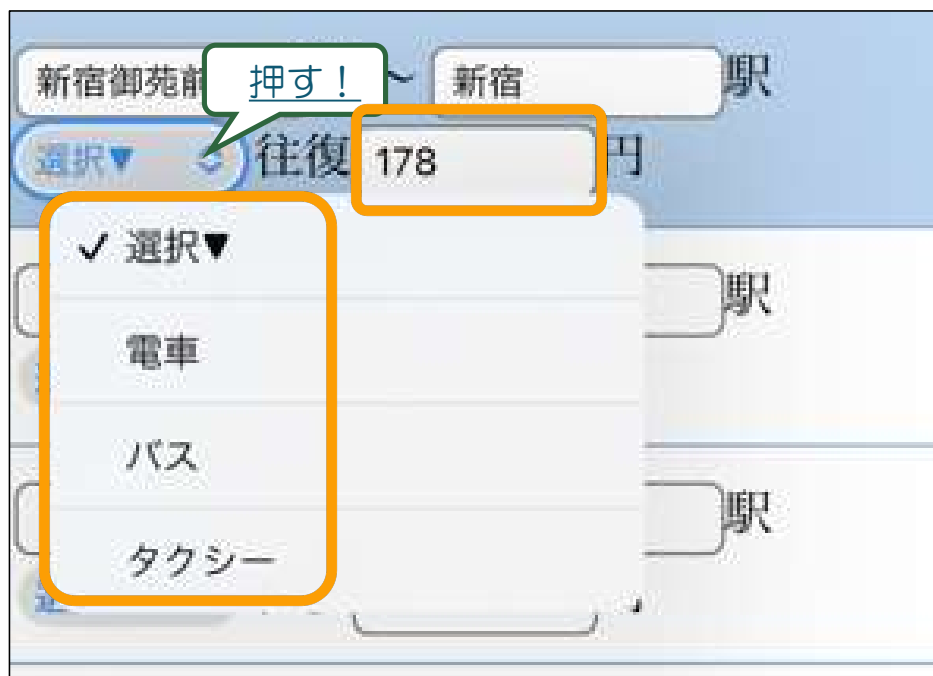 新宿御苑前 ～ 新宿 駅
押す！
選択▼ 往復 178 円
✓ 選択▼
駅
電車
バス
駅
タクシー